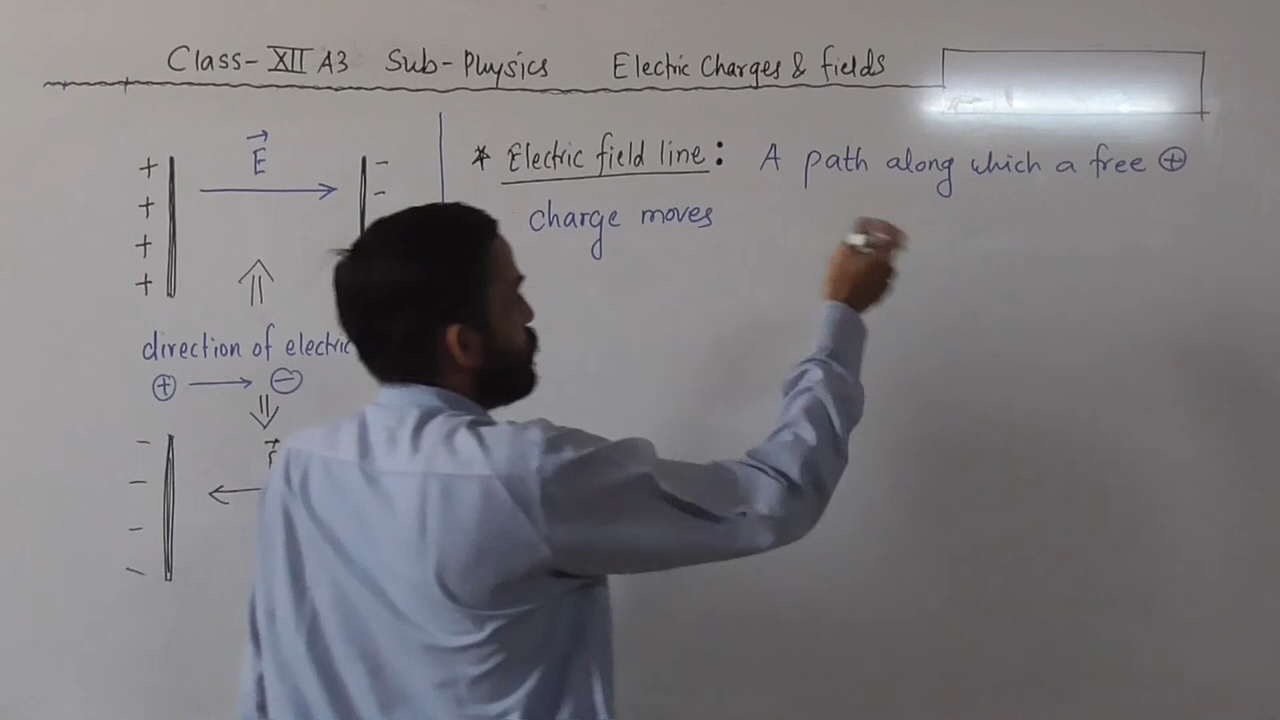 Class-XII A3 Sub-Physics Electric Charges & fields
E
+ + + +
- -
* Electric field line: A path along which a free ⊕
charge moves
direction of electric
⊕ → ⊖
- - - -